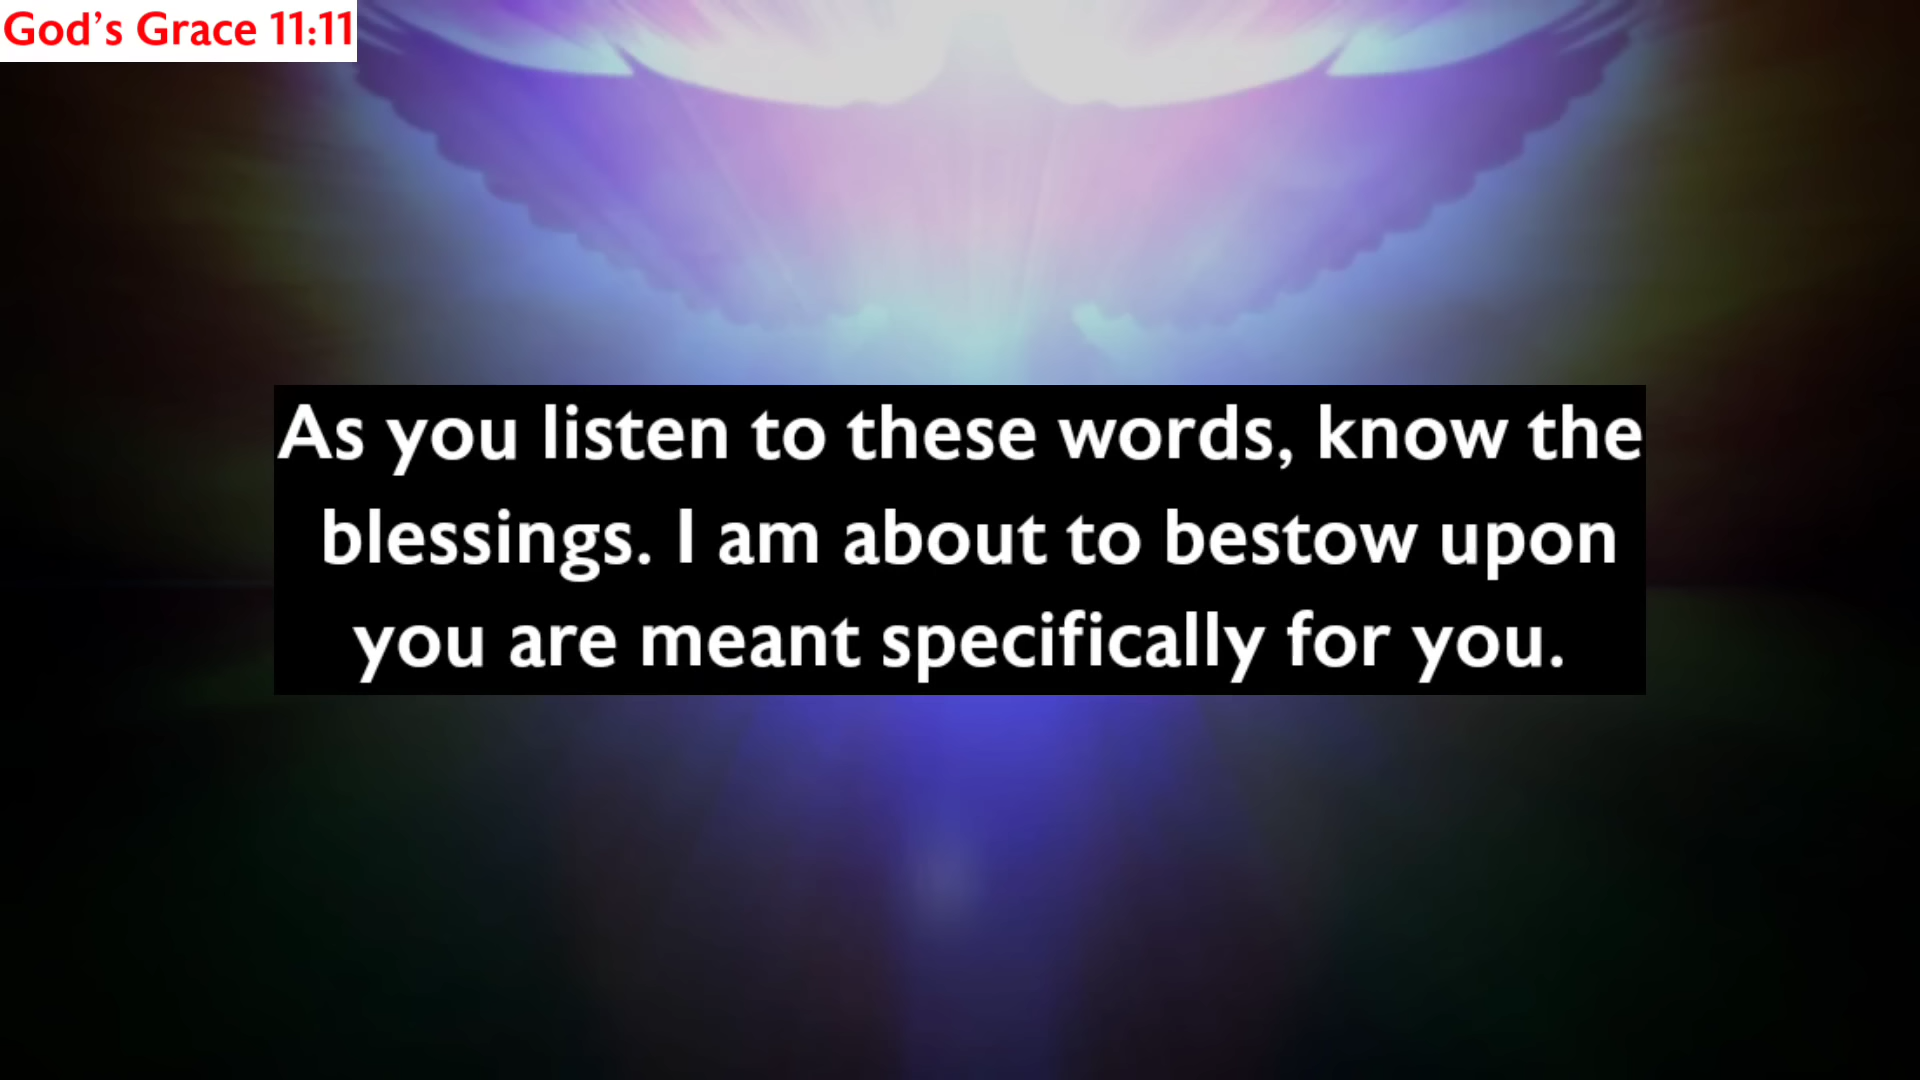 God’s Grace 11:11
As you listen to these words, know the
blessings. I am about to bestow upon
you are meant specifically for you.